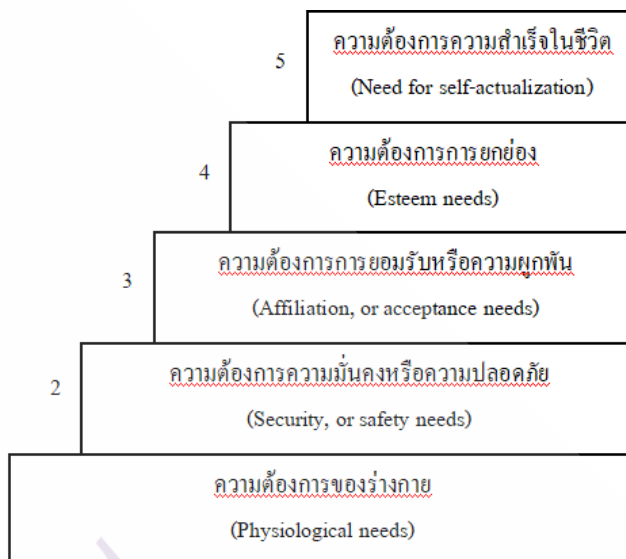 5
ความต้องการความสำเร็จในชีวิต
(Need for self-actualization)
4
ความต้องการการยกย่อง
(Esteem needs)
3
ความต้องการการยอมรับหรือความผูกพัน
(Affiliation, or acceptance needs)
2
ความต้องการความมั่นคงหรือความปลอดภัย
(Security, or safety needs)
ความต้องการของร่างกาย
(Physiological needs)